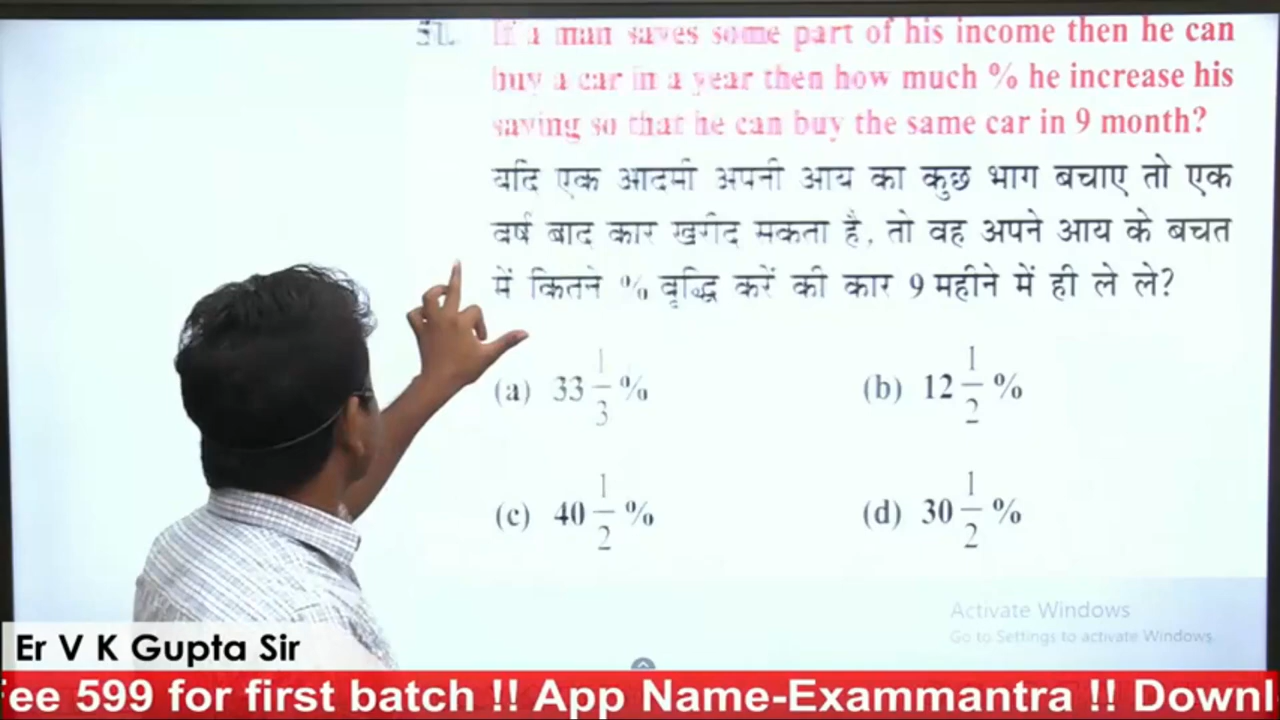 51. If a man saves some part of his income then he can
buy a car in a year then how much % he increase his
saving so that he can buy the same car in 9 month?
यदि एक आदमी अपनी आय का कुछ भाग बचाए तो एक
वर्ष बाद कार खरीद सकता है, तो वह अपने आय के बचत
में कितने % वृद्धि करें की कार 9 महीने में ही ले ले?
(a) 33 1/3 % (b) 12 1/2 %
(c) 40 1/2 % (d) 30 1/2 %
Activate Windows
Go to Settings to activate Windows.
Er V K Gupta Sir
Fee 599 for first batch !! App Name-Exammantra !! Downl